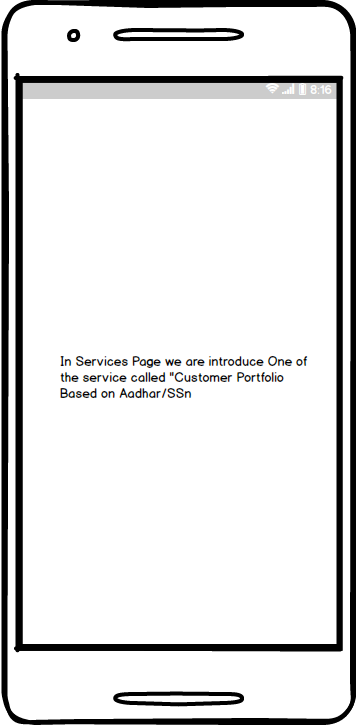 8:16
In Services Page we are introduce One of
the service called "Customer Portfolio
Based on Aadhar/SSn